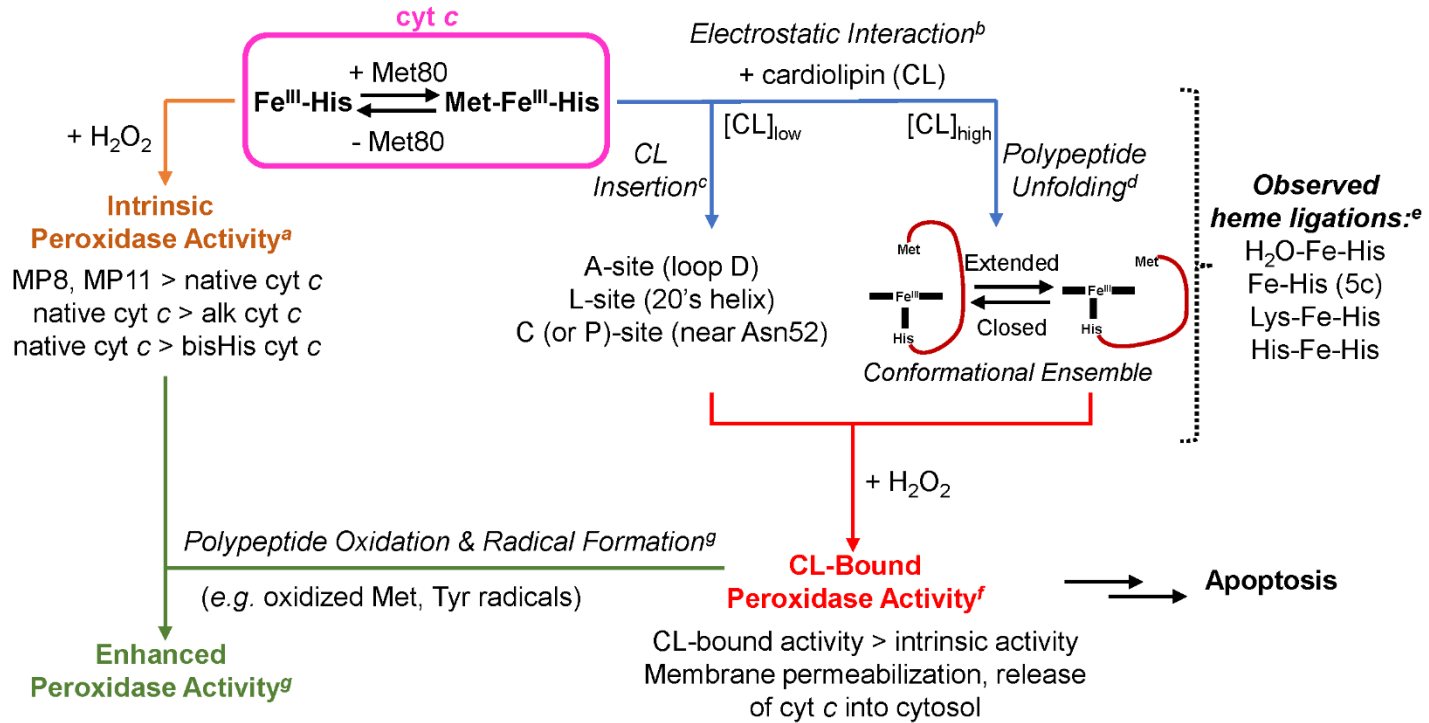 cyt c
+ Met80
Feᴵᴵᴵ-His Met-Feᴵᴵᴵ-His
- Met80
Electrostatic Interactionᵇ
+ cardiolipin (CL)
+ H₂O₂
[CL]low
[CL]high
CL
Insertionᶜ
Polypeptide
Unfoldingᵈ
Intrinsic
Peroxidase Activityᵃ
MP8, MP11 > native cyt c
native cyt c > alk cyt c
native cyt c > bisHis cyt c
A-site (loop D)
L-site (20's helix)
C (or P)-site (near Asn52)
Met
Feᴵᴵᴵ
His
Extended
Closed
Met
Feᴵᴵᴵ
His
Conformational Ensemble
Observed
heme ligations:ᵉ
H₂O-Fe-His
Fe-His (5c)
Lys-Fe-His
His-Fe-His
+ H₂O₂
Polypeptide Oxidation & Radical Formationᵍ
(e.g. oxidized Met, Tyr radicals)
CL-Bound
Peroxidase Activityᶠ
Apoptosis
CL-bound activity > intrinsic activity
Membrane permeabilization, release
of cyt c into cytosol
Enhanced
Peroxidase Activityᵍ